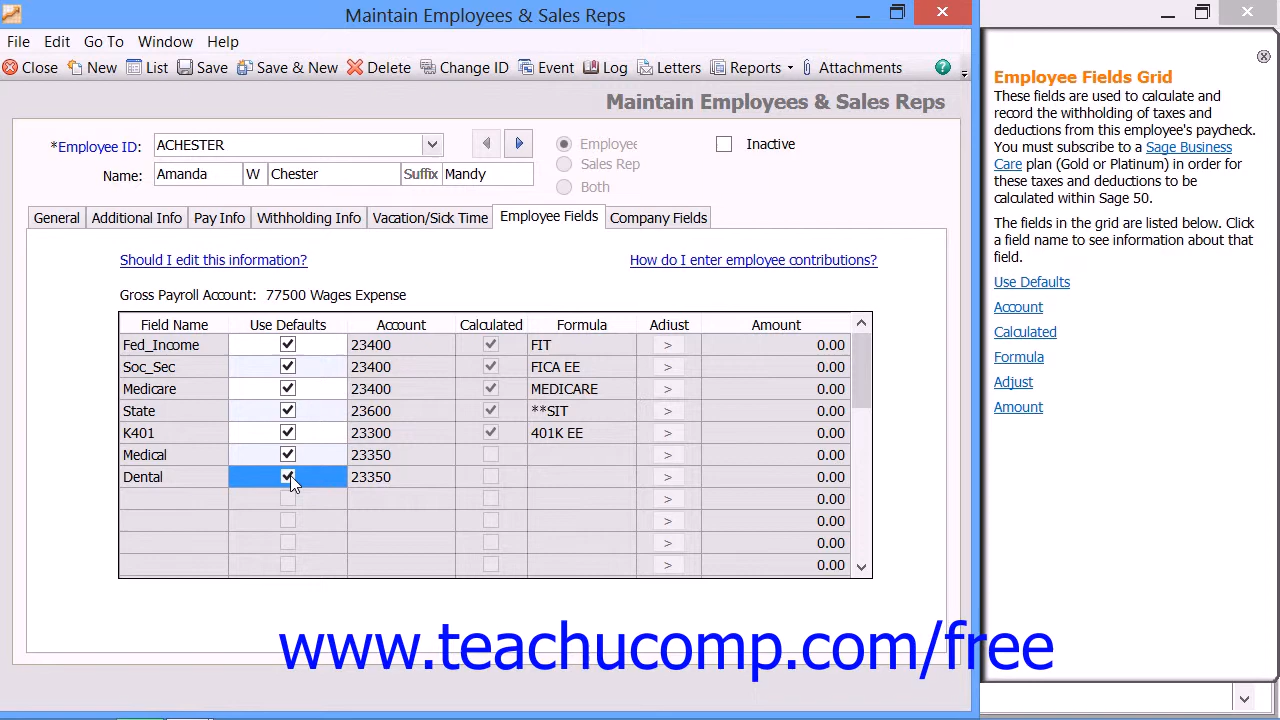 Maintain Employees & Sales Reps
File Edit Go To Window Help
Close New List Save Save & New Delete Change ID Event Log Letters Reports Attachments
Maintain Employees & Sales Reps
*Employee ID: ACHESTER
Employee
Inactive
Sales Rep
Name: Amanda W Chester Suffix Mandy
Both
General Additional Info Pay Info Withholding Info Vacation/Sick Time Employee Fields Company Fields
Should I edit this information? How do I enter employee contributions?
Gross Payroll Account: 77500 Wages Expense
Field Name Use Defaults Account Calculated Formula Adjust Amount
Fed_Income 23400 FIT > 0.00
Soc_Sec 23400 FICA EE > 0.00
Medicare 23400 MEDICARE > 0.00
State 23600 **SIT > 0.00
K401 23300 401K EE > 0.00
Medical 23350 > 0.00
Dental 23350 > 0.00
> 0.00
> 0.00
> 0.00
> 0.00
Employee Fields Grid
These fields are used to calculate and
record the withholding of taxes and
deductions from this employee's paycheck.
You must subscribe to a Sage Business
Care plan (Gold or Platinum) in order for
these taxes and deductions to be
calculated within Sage 50.
The fields in the grid are listed below. Click
a field name to see information about that
field.
Use Defaults
Account
Calculated
Formula
Adjust
Amount
www.teachucomp.com/free